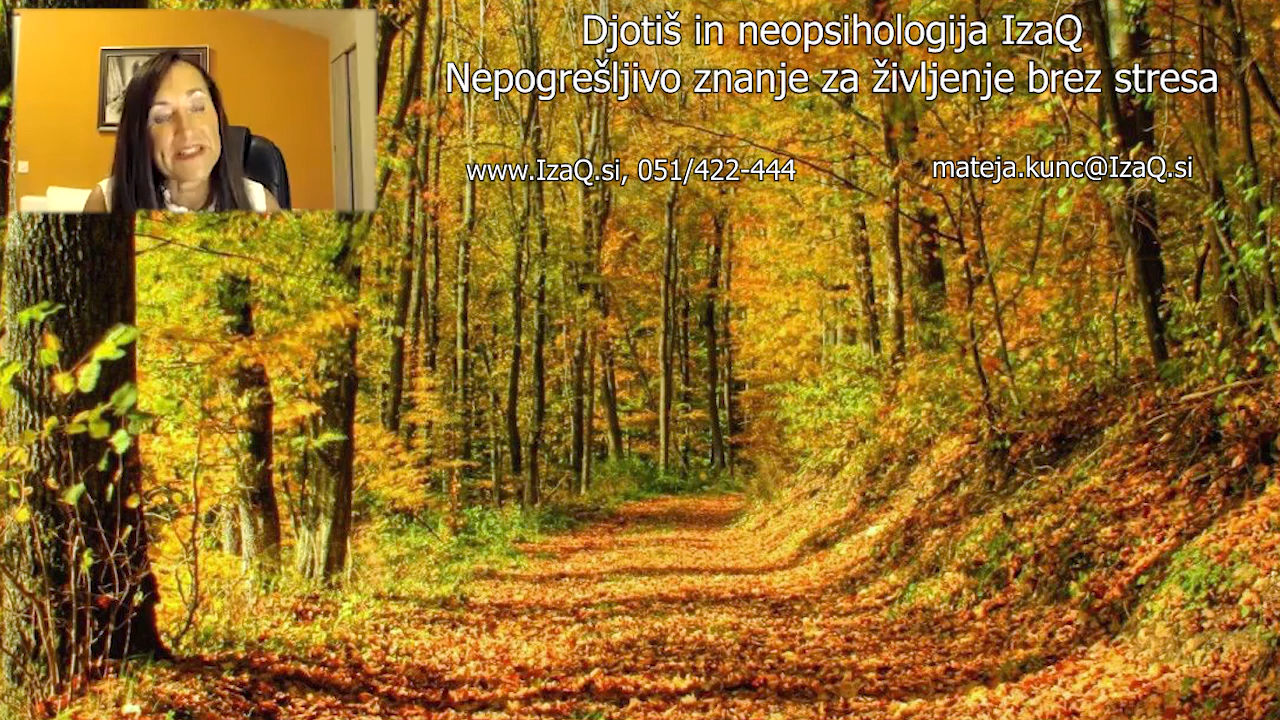 Djotiš in neopsihologija IzaQ
Nepogrešljivo znanje za življenje brez stresa
www.IzaQ.si, 051/422-444
mateja.kunc@IzaQ.si